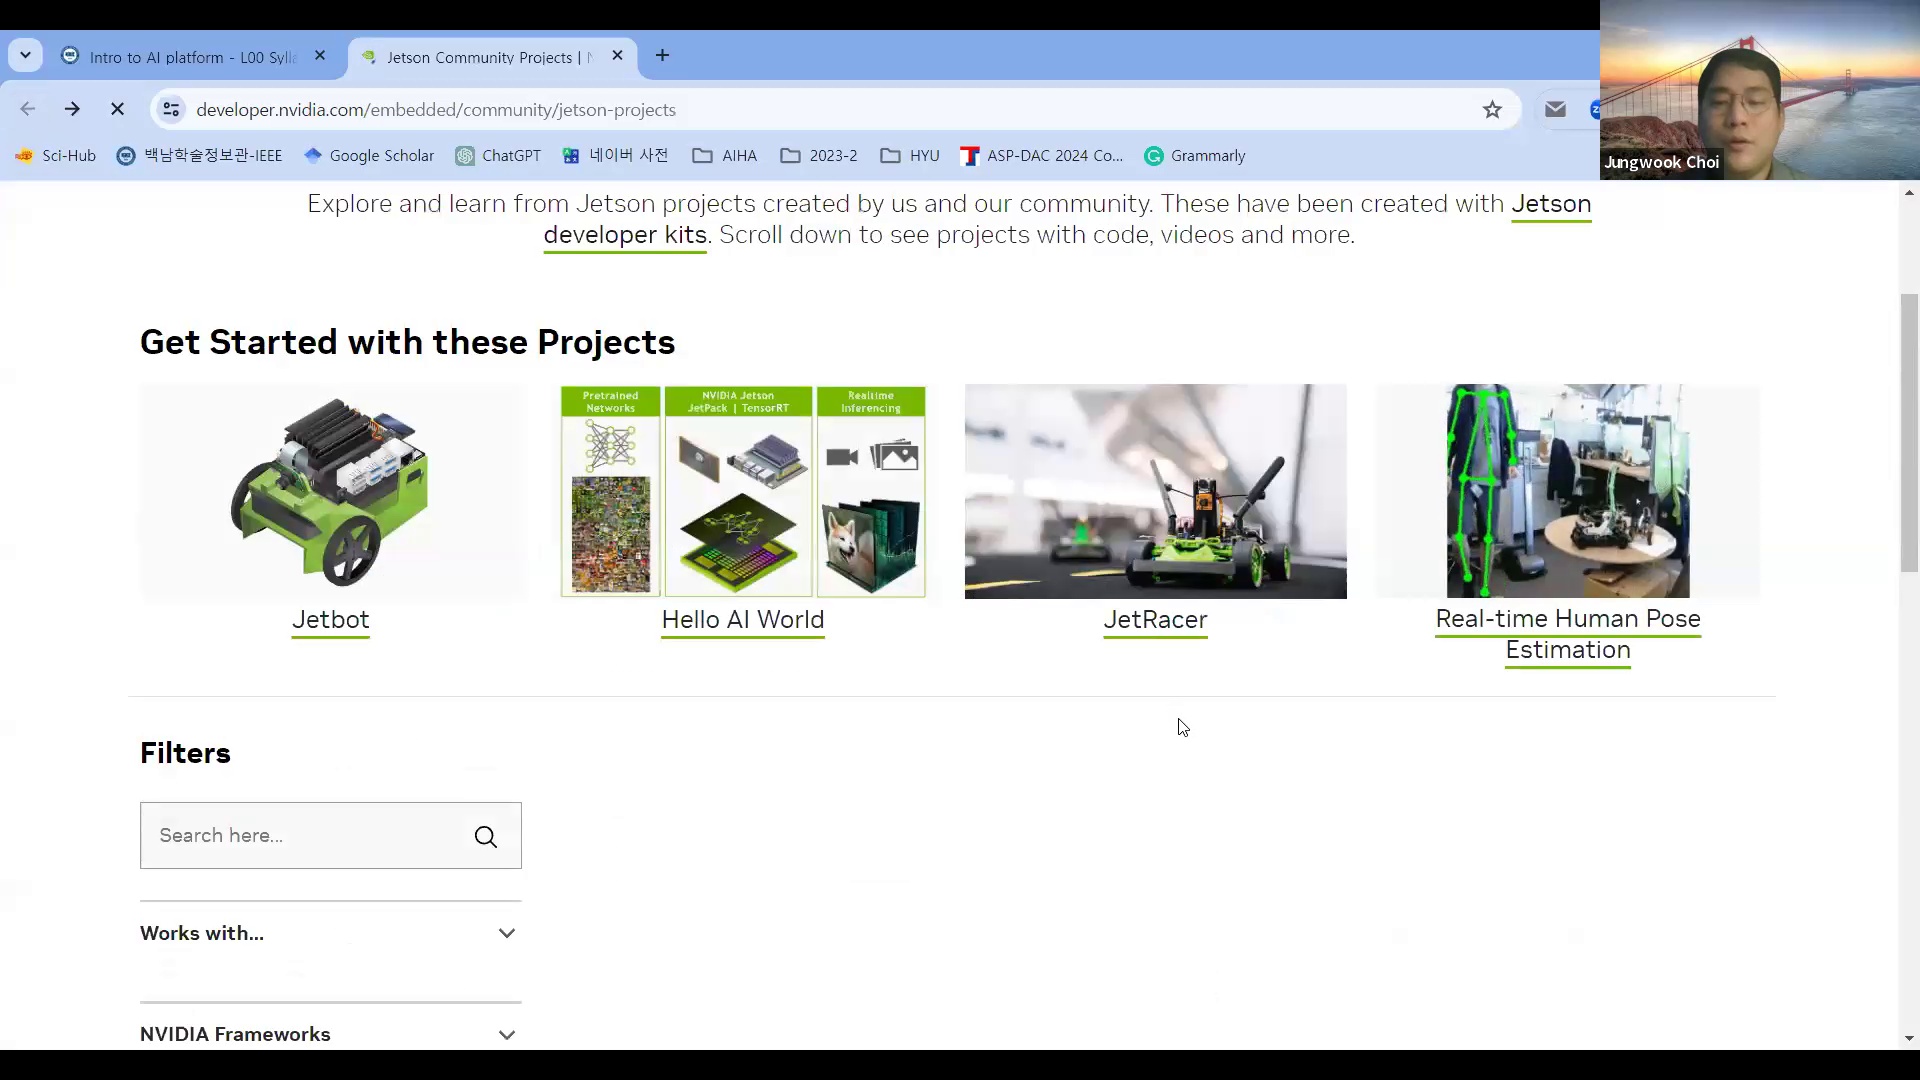 Intro to AI platform - L00 Sylla
Jetson Community Projects | N
developer.nvidia.com/embedded/community/jetson-projects
Sci-Hub
백남학술정보관-IEEE
Google Scholar
ChatGPT
네이버 사전
AIHA
2023-2
HYU
ASP-DAC 2024 Co...
Grammarly
Jungwook Choi
Explore and learn from Jetson projects created by us and our community. These have been created with Jetson
developer kits. Scroll down to see projects with code, videos and more.
Get Started with these Projects
Pretrained
Networks
NVIDIA Jetson
JetPack | TensorRT
Realtime
Inferencing
Jetbot
Hello AI World
JetRacer
Real-time Human Pose
Estimation
Filters
Search here...
Works with...
NVIDIA Frameworks